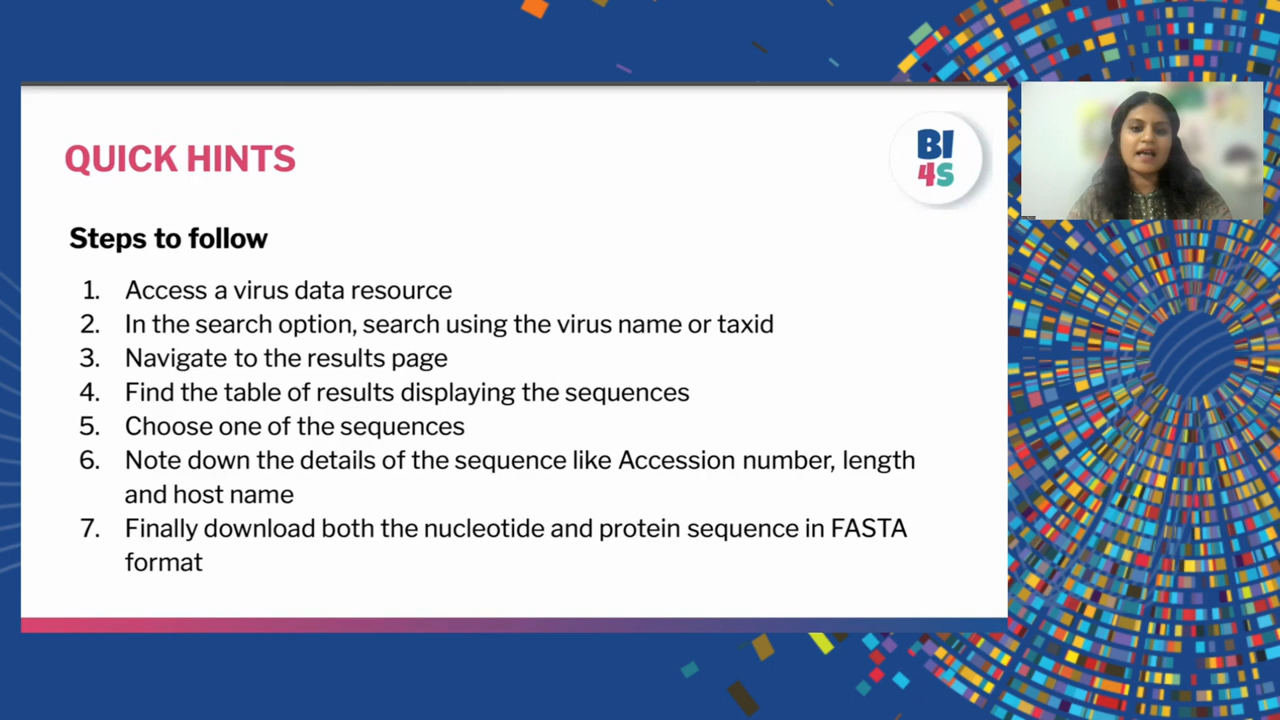 QUICK HINTS
BI
4S
Steps to follow
1. Access a virus data resource
2. In the search option, search using the virus name or taxid
3. Navigate to the results page
4. Find the table of results displaying the sequences
5. Choose one of the sequences
6. Note down the details of the sequence like Accession number, length
and host name
7. Finally download both the nucleotide and protein sequence in FASTA
format